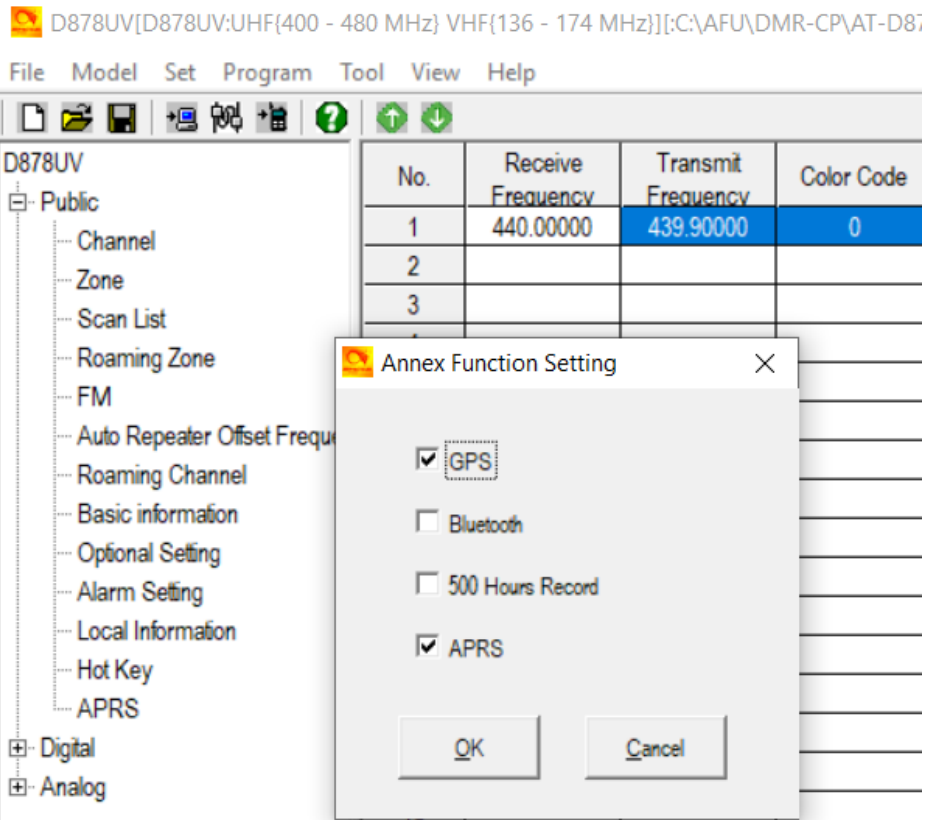 D878UV[D878UV:UHF{400 - 480 MHz} VHF{136 - 174 MHz}][:C:\AFU\DMR-CP\AT-D87
File Model Set Program Tool View Help
D878UV
Public
Channel
Zone
Scan List
Roaming Zone
FM
Auto Repeater Offset Freque
Roaming Channel
Basic information
Optional Setting
Alarm Setting
Local Information
Hot Key
APRS
Digital
Analog
No. Receive Frequency Transmit Frequency Color Code
1 440.00000 439.90000 0
2
3
Annex Function Setting
GPS
Bluetooth
500 Hours Record
APRS
OK Cancel